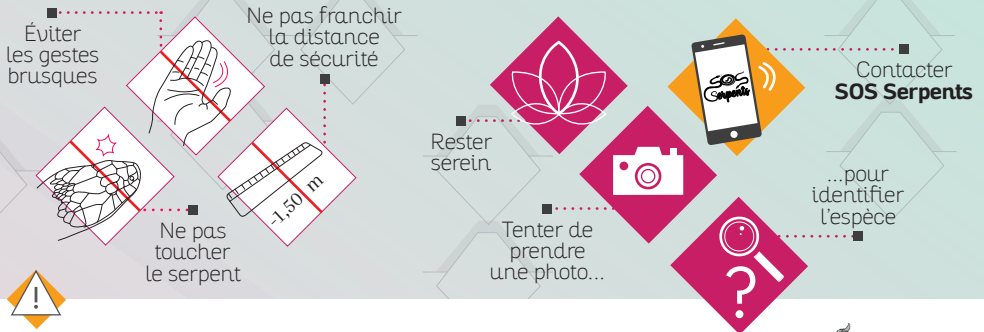 Éviter
les gestes
brusques
Ne pas franchir
la distance
de sécurité
-1,50 m
Ne pas
toucher
le serpent
!
Rester
serein
SOS
Serpents
Contacter
SOS Serpents
Tenter de
prendre
une photo...
...pour
identifier
l'espèce
?